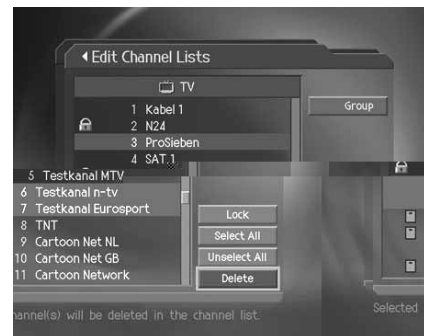 Edit Channel Lists
TV
1 Kabel 1
Group
2 N24
3 ProSieben
4 SAT.1
5 Testkanal MTV
6 Testkanal n-tv
7 Testkanal Eurosport
Lock
8 TNT
Select All
9 Cartoon Net NL
10 Cartoon Net GB
Unselect All
11 Cartoon Network
Delete
Selected
annel(s) will be deleted in the channel list.